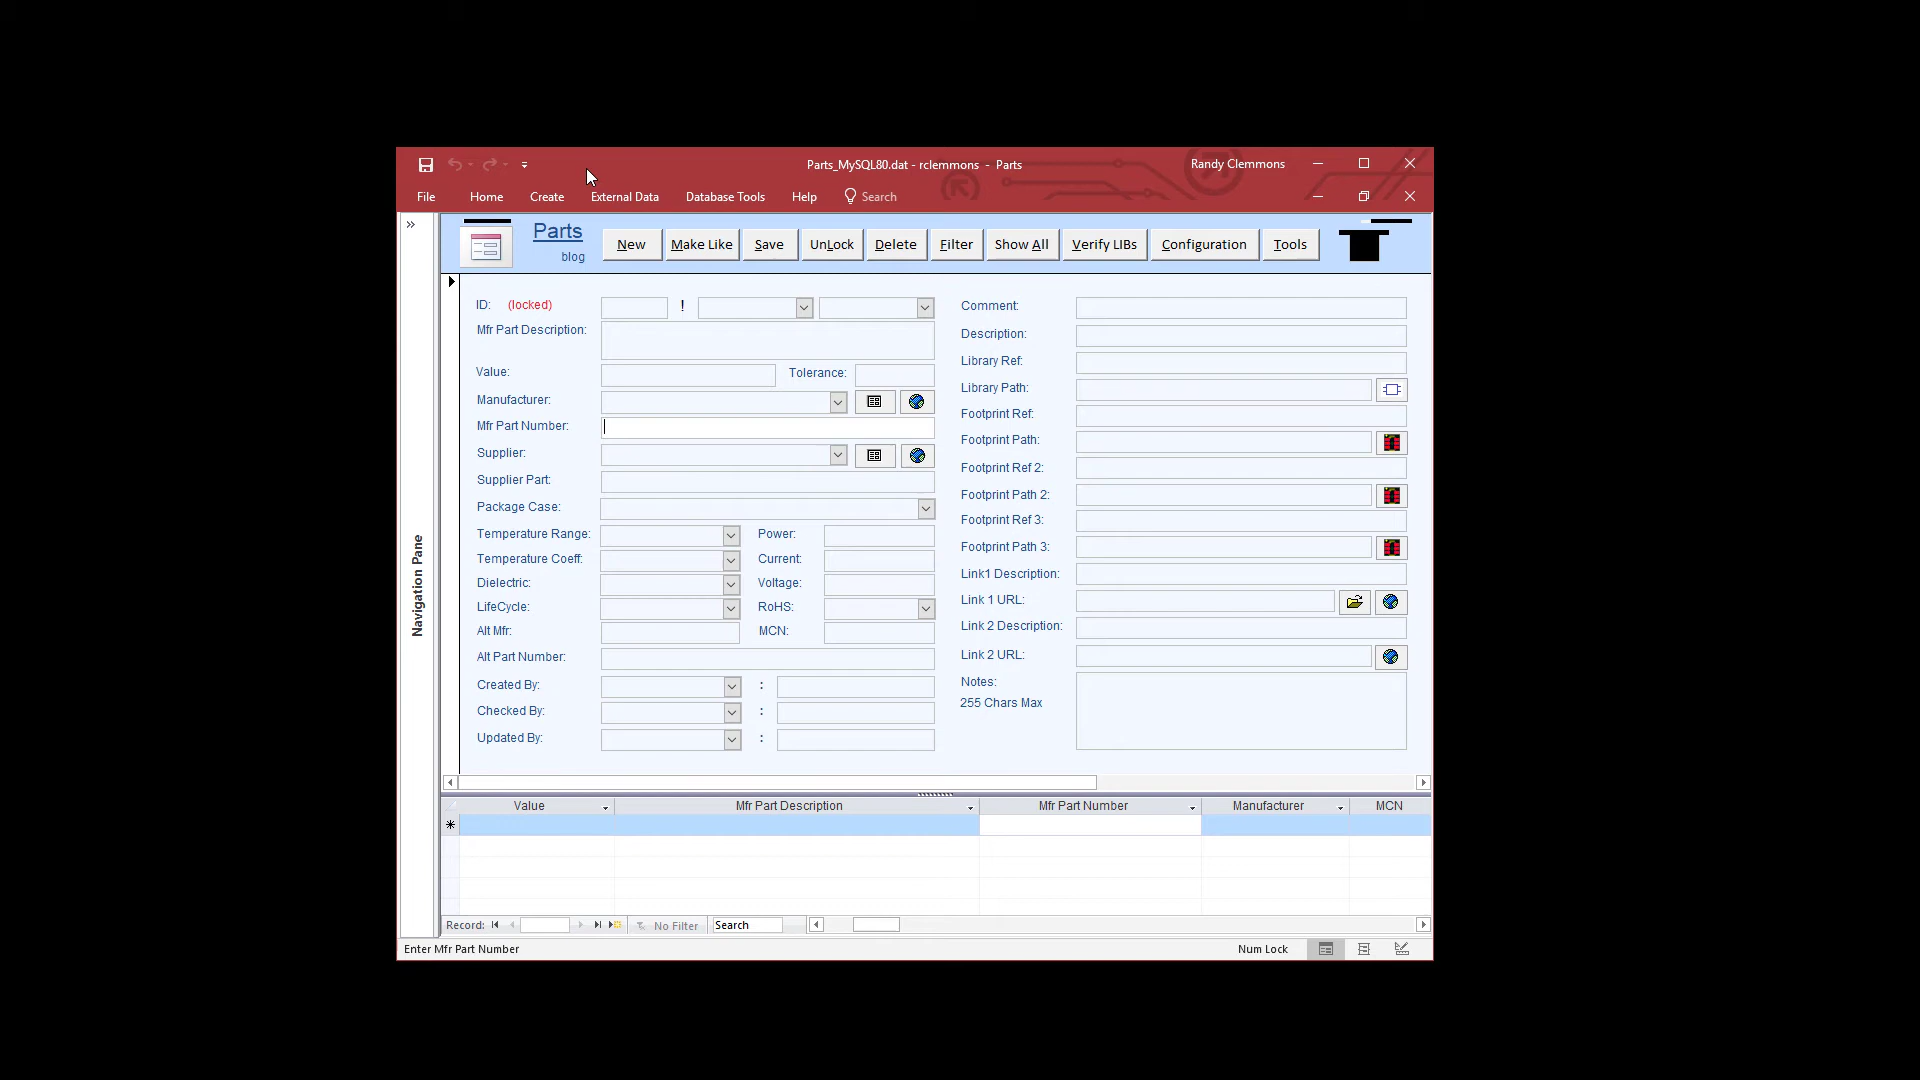 Parts_MySQL80.dat - rclemmons - Parts
Randy Clemmons
File Home Create External Data Database Tools Help Search
Parts
blog
New Make Like Save UnLock Delete Filter Show All Verify LIBs Configuration Tools
Navigation Pane
ID: (locked) !
Mfr Part Description:
Value: Tolerance:
Manufacturer:
Mfr Part Number:
Supplier:
Supplier Part:
Package Case:
Temperature Range: Power:
Temperature Coeff: Current:
Dielectric: Voltage:
LifeCycle: RoHS:
Alt Mfr: MCN:
Alt Part Number:
Created By: :
Checked By: :
Updated By: :
Comment:
Description:
Library Ref:
Library Path:
Footprint Ref:
Footprint Path:
Footprint Ref 2:
Footprint Path 2:
Footprint Ref 3:
Footprint Path 3:
Link1 Description:
Link 1 URL:
Link 2 Description:
Link 2 URL:
Notes:
255 Chars Max
Value Mfr Part Description Mfr Part Number Manufacturer MCN
Record: No Filter Search
Enter Mfr Part Number
Num Lock